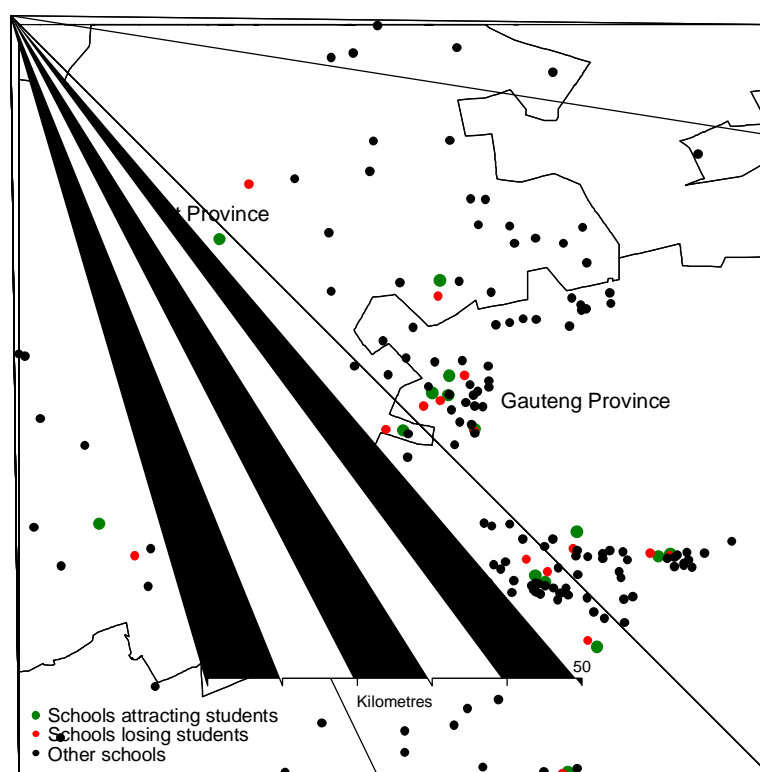 t Province
Gauteng Province
50
Kilometres
Schools attracting students
Schools losing students
Other schools